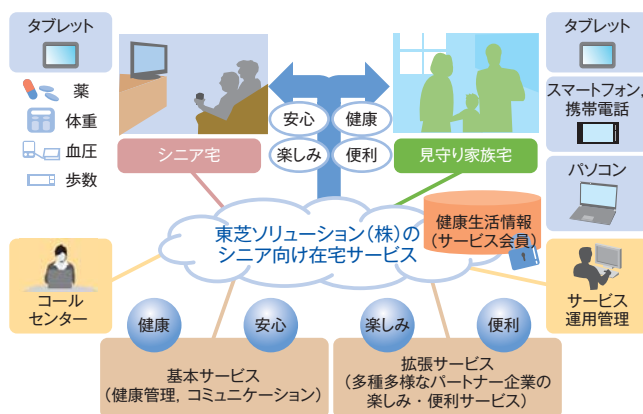 タブレット
薬
体重
血圧
歩数
シニア宅
安心
健康
楽しみ
便利
見守り家族宅
タブレット
スマートフォン,
携帯電話
パソコン
東芝ソリューション(株)の
シニア向け在宅サービス
健康生活情報
(サービス会員)
コール
センター
サービス
運用管理
健康
安心
楽しみ
便利
基本サービス
(健康管理, コミュニケーション)
拡張サービス
(多種多様なパートナー企業の
楽しみ・便利サービス)